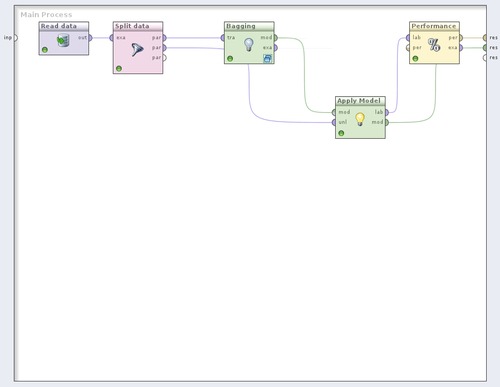 Main Process
Read data
Split data
Bagging
Performance
inp
out
exa
par
tra
mod
lab
per
res
par
exa
per
exa
res
par
res
Apply Model
mod
lab
unl
mod